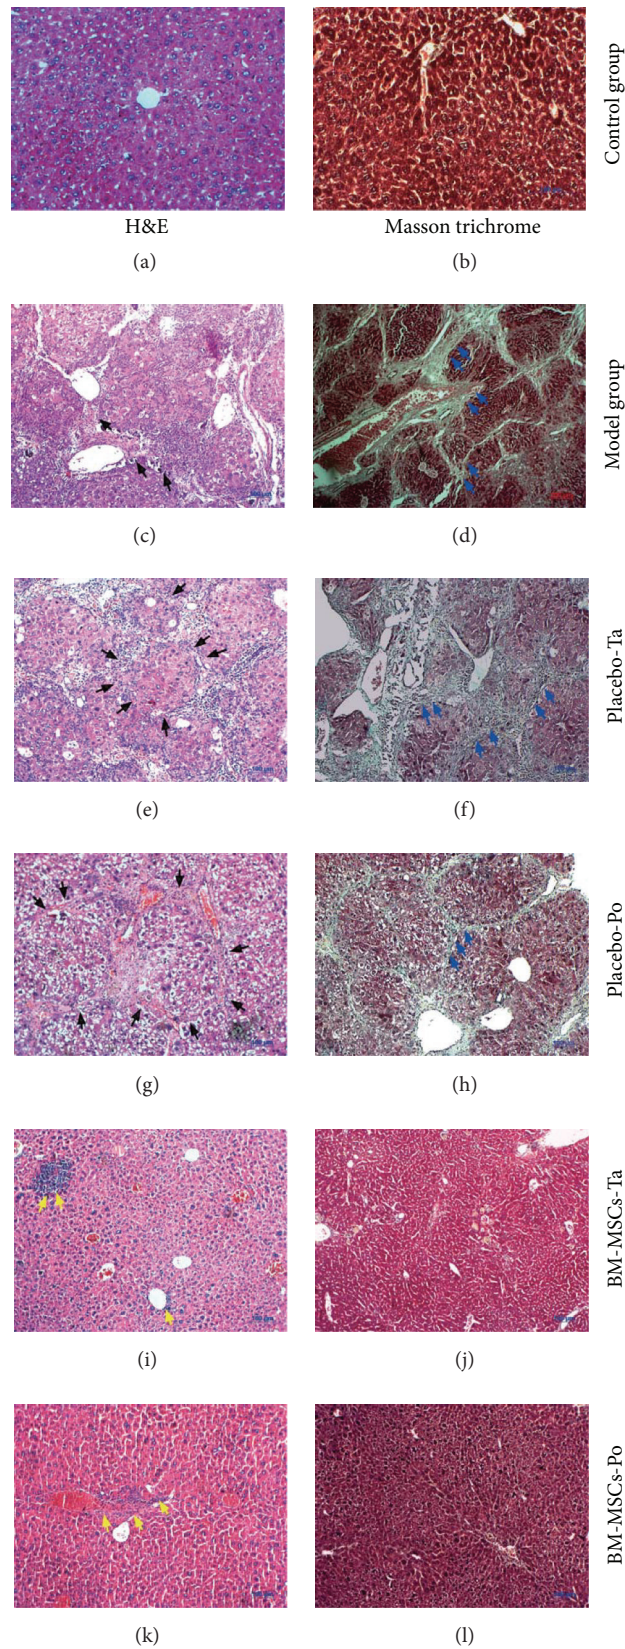 Control group
H&E
Masson trichrome
(a)
(b)
Model group
(c)
(d)
Placebo-Ta
(e)
(f)
Placebo-Po
(g)
(h)
BM-MSCs-Ta
(i)
(j)
BM-MSCs-Po
(k)
(l)